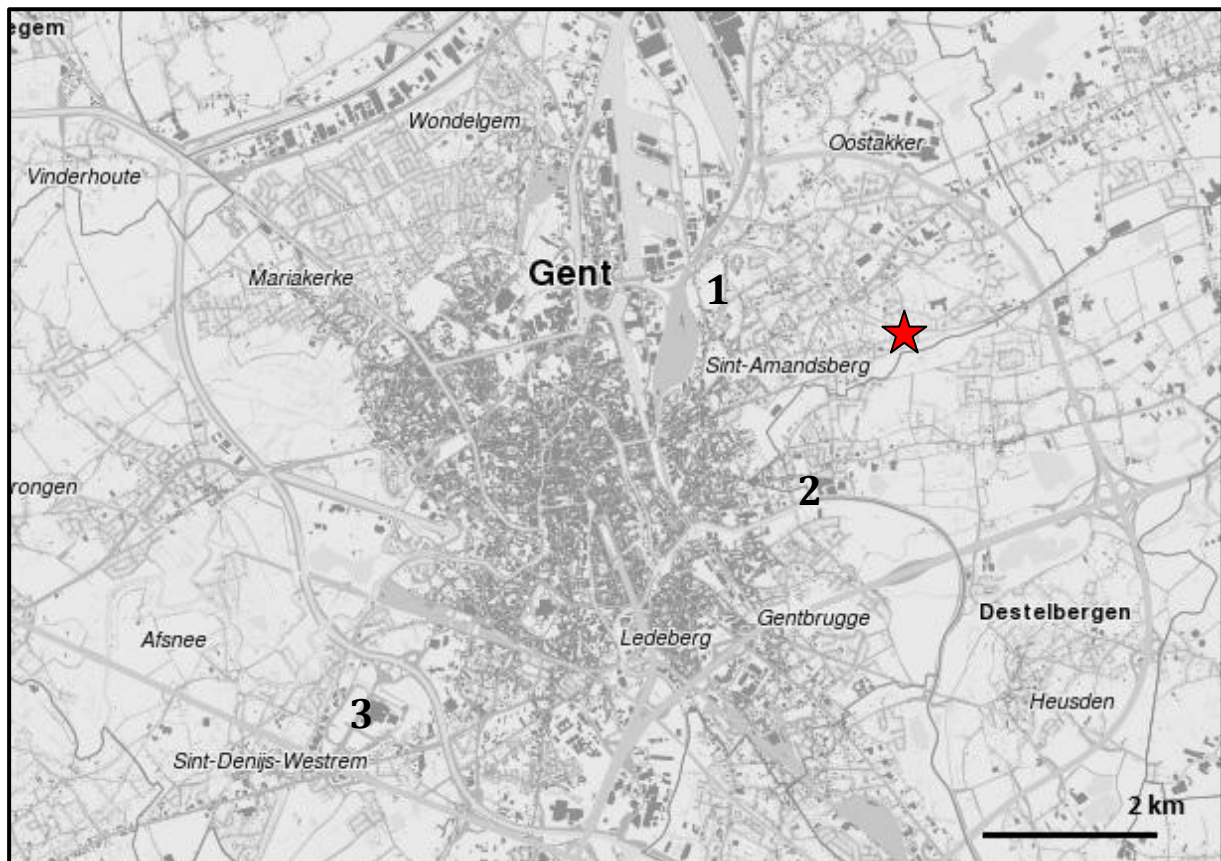 egem
Wondelgem
Oostakker
Vinderhoute
Mariakerke
Gent
1
Sint-Amandsberg
rongen
2
Destelbergen
Gentbrugge
Afsnee
Ledeberg
Heusden
3
Sint-Denijs-Westrem
2 km